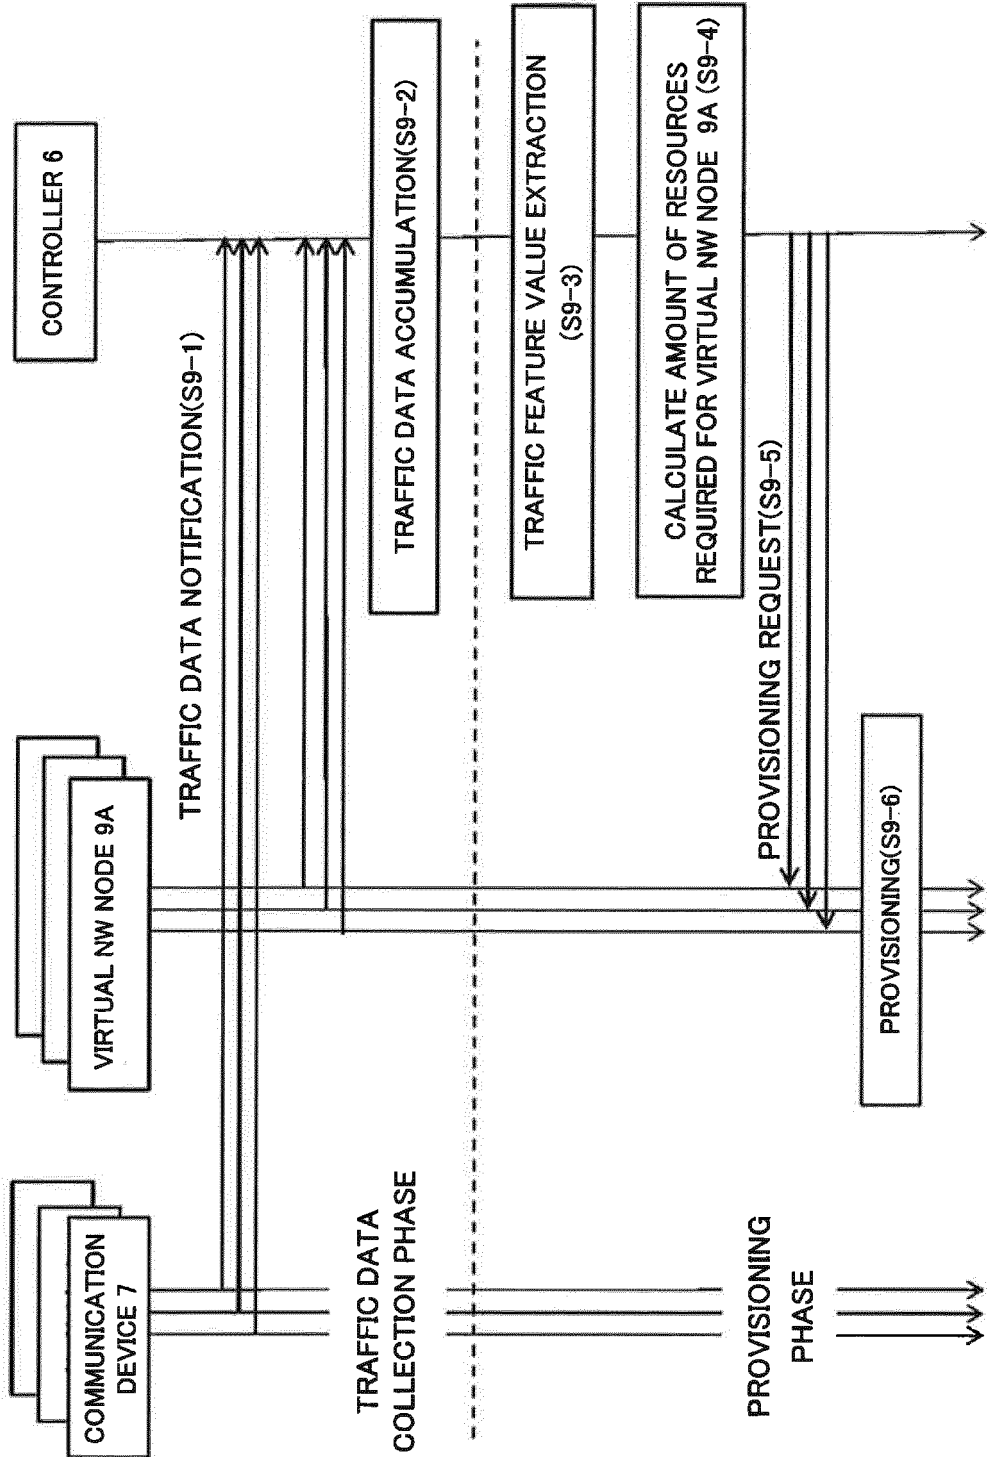 COMMUNICATION
DEVICE 7
VIRTUAL NW NODE 9A
CONTROLLER 6
TRAFFIC DATA NOTIFICATION(S9-1)
TRAFFIC DATA
COLLECTION PHASE
TRAFFIC DATA ACCUMULATION(S9-2)
TRAFFIC FEATURE VALUE EXTRACTION
(S9-3)
CALCULATE AMOUNT OF RESOURCES
REQUIRED FOR VIRTUAL NW NODE 9A (S9-4)
PROVISIONING
PHASE
PROVISIONING REQUEST(S9-5)
PROVISIONING(S9-6)